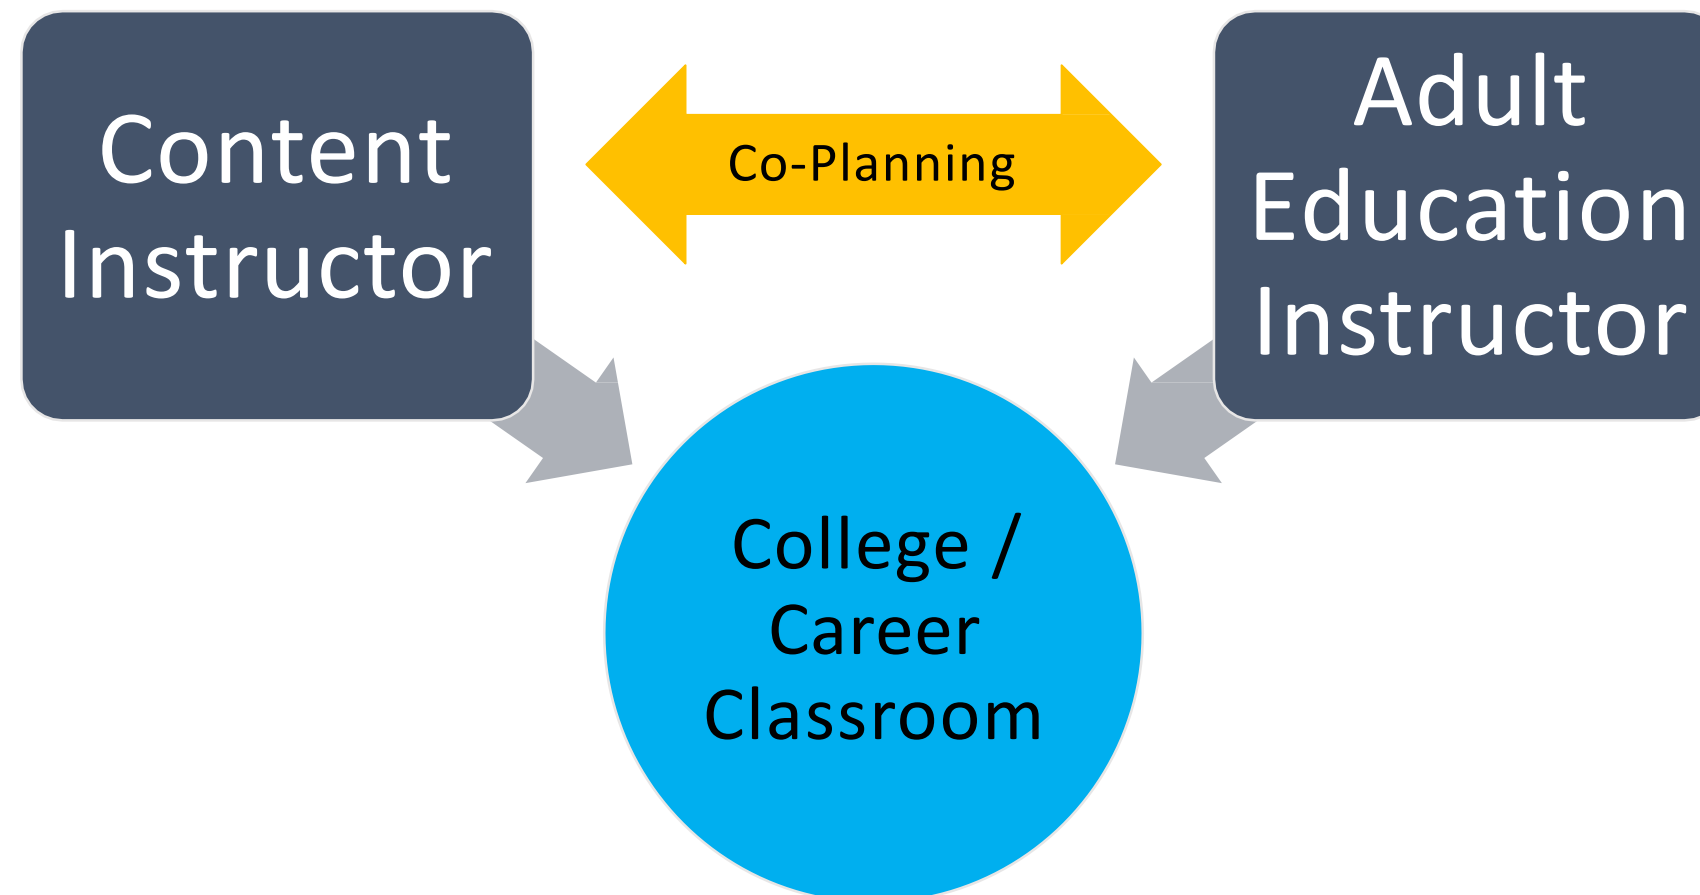 Content
Instructor
Co-Planning
Adult
Education
Instructor
College /
Career
Classroom